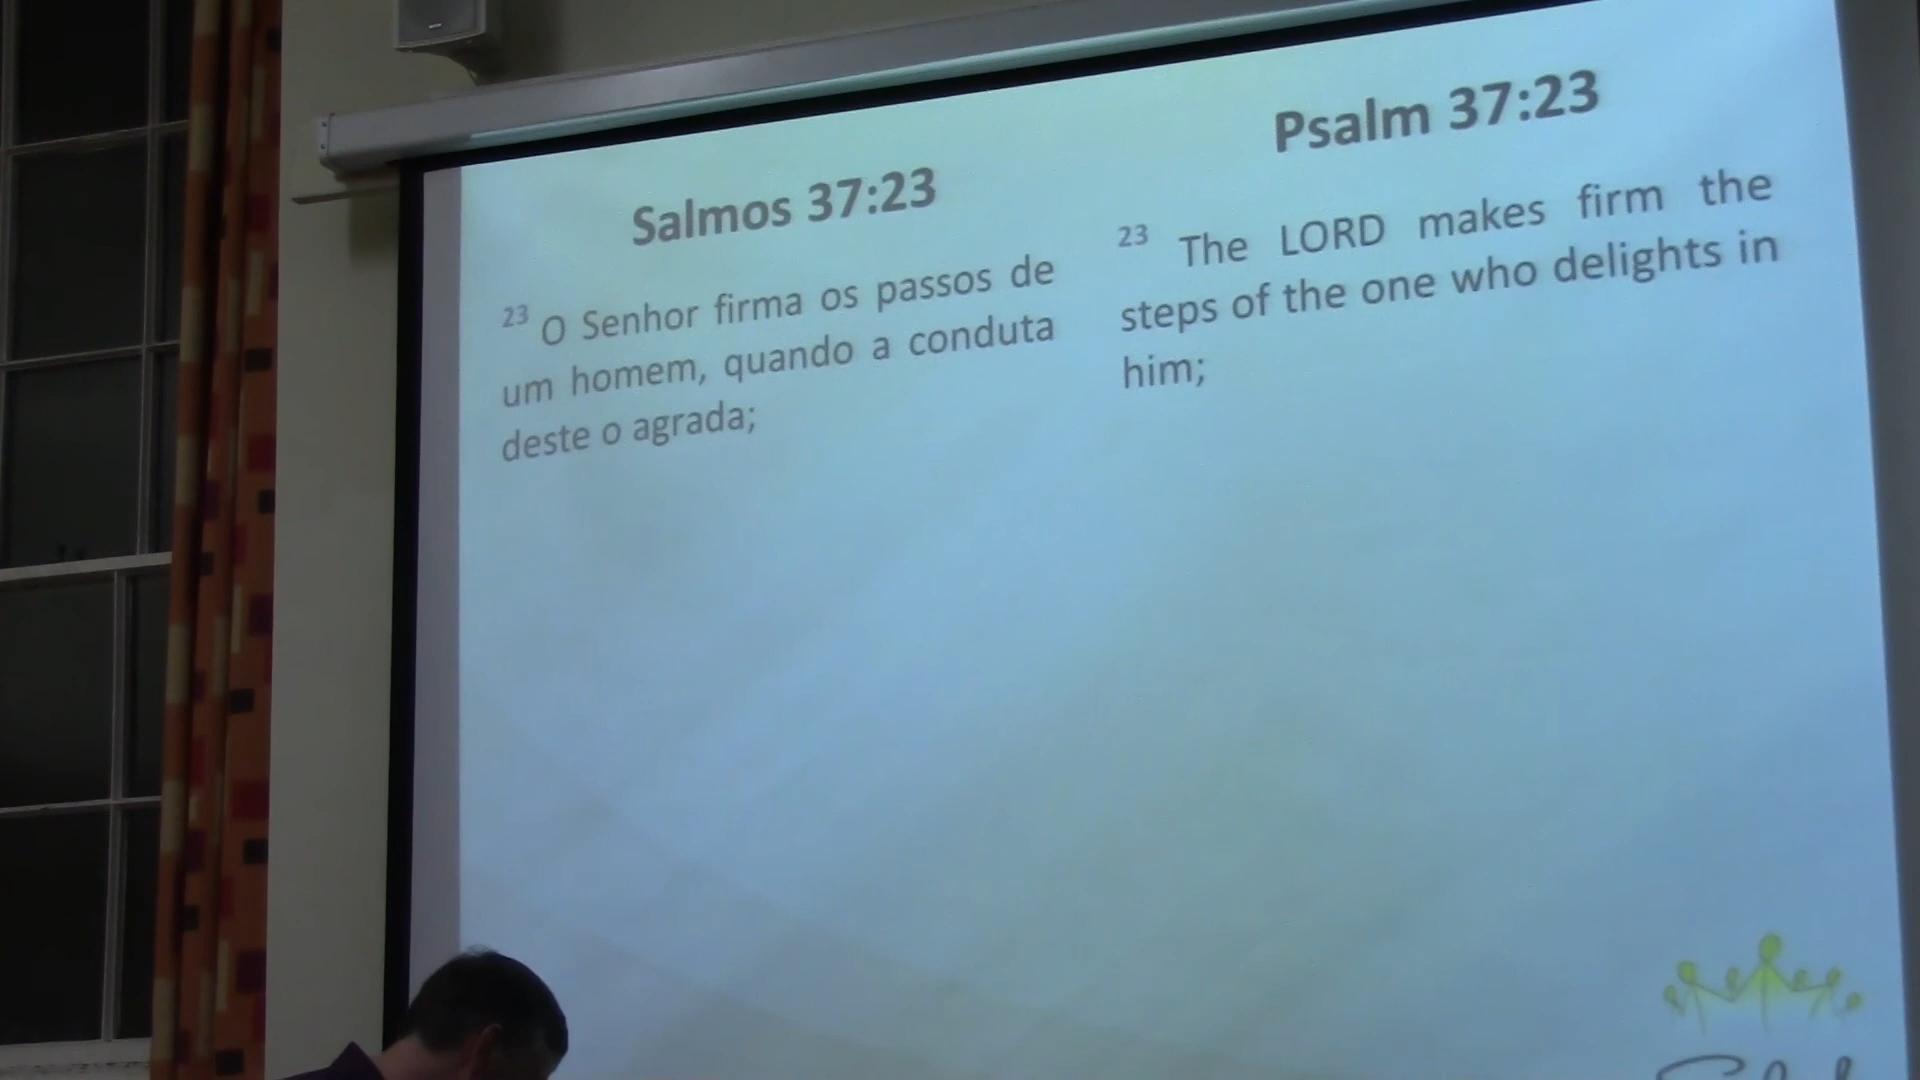 Salmos 37:23
23 O Senhor firma os passos de
um homem, quando a conduta
deste o agrada;
Psalm 37:23
23 The LORD makes firm the
steps of the one who delights in
him;